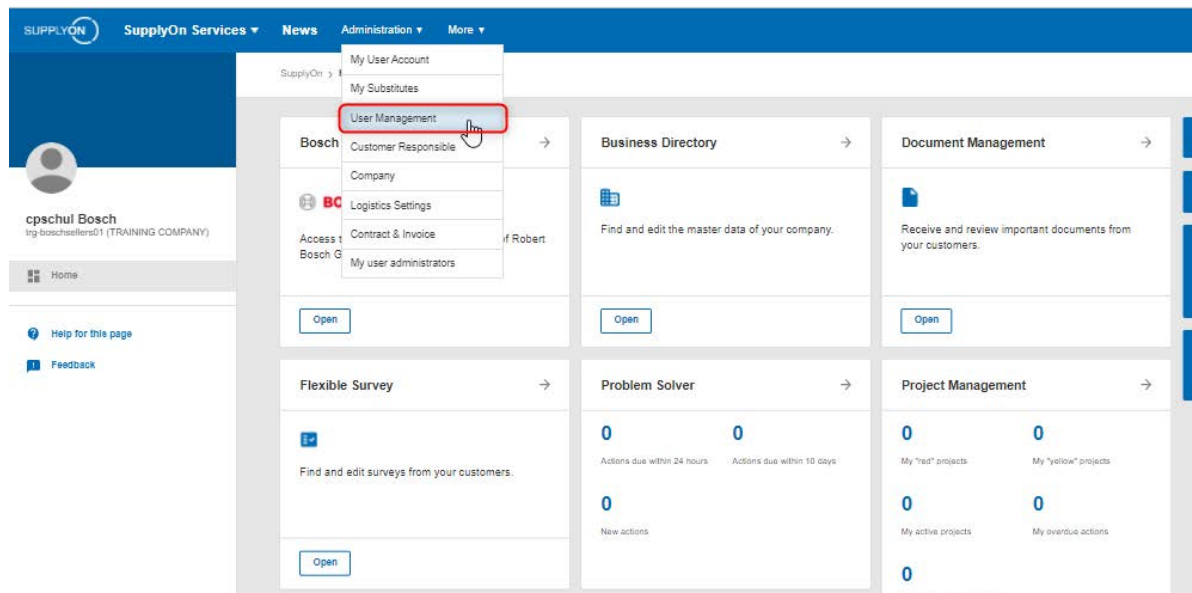 SUPPLYON
SupplyOn Services ▾ News Administration ▾ More ▾
My User Account
My Substitutes
User Management
Customer Responsible
Company
Logistics Settings
Contract & Invoice
My user administrators
SupplyOn >
cpschul Bosch
trg-boschsellers01 (TRAINING COMPANY)
Home
Help for this page
Feedback
Bosch
BO
Access
of Robert
Bosch G
Open
Business Directory
Find and edit the master data of your company.
Open
Document Management
Receive and review important documents from
your customers.
Open
Flexible Survey
Find and edit surveys from your customers.
Open
Problem Solver
0 0
Actions due within 24 hours Actions due within 10 days
0
New actions
Project Management
0 0
My "red" projects My "yellow" projects
0 0
My active projects My overdue actions
0